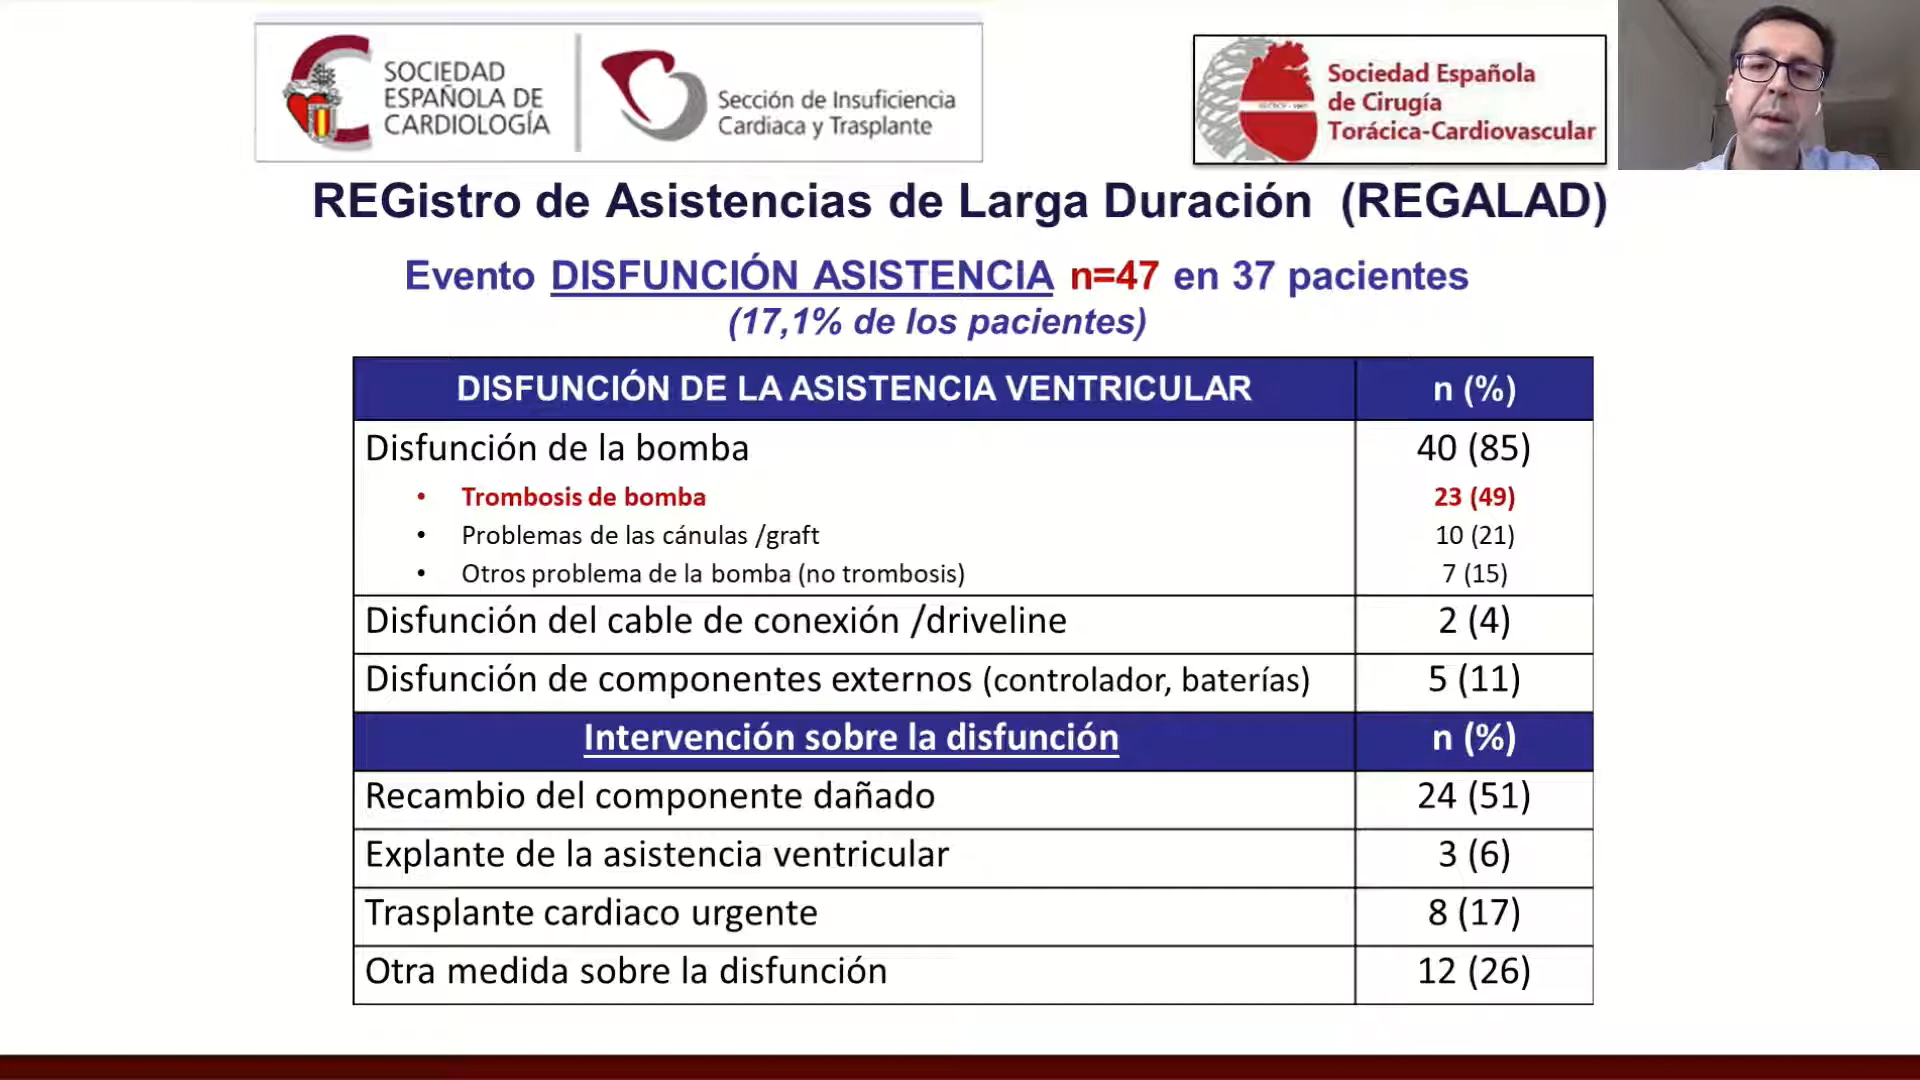 SOCIEDAD
ESPAÑOLA DE
CARDIOLOGÍA
Sección de Insuficiencia
Cardiaca y Trasplante
Sociedad Española
de Cirugía
Torácica-Cardiovascular
REGistro de Asistencias de Larga Duración (REGALAD)
Evento DISFUNCIÓN ASISTENCIA n=47 en 37 pacientes
(17,1% de los pacientes)
DISFUNCIÓN DE LA ASISTENCIA VENTRICULAR n (%)
Disfunción de la bomba 40 (85)
• Trombosis de bomba 23 (49)
• Problemas de las cánulas /graft 10 (21)
• Otros problema de la bomba (no trombosis) 7 (15)
Disfunción del cable de conexión /driveline 2 (4)
Disfunción de componentes externos (controlador, baterías) 5 (11)
Intervención sobre la disfunción n (%)
Recambio del componente dañado 24 (51)
Explante de la asistencia ventricular 3 (6)
Trasplante cardiaco urgente 8 (17)
Otra medida sobre la disfunción 12 (26)